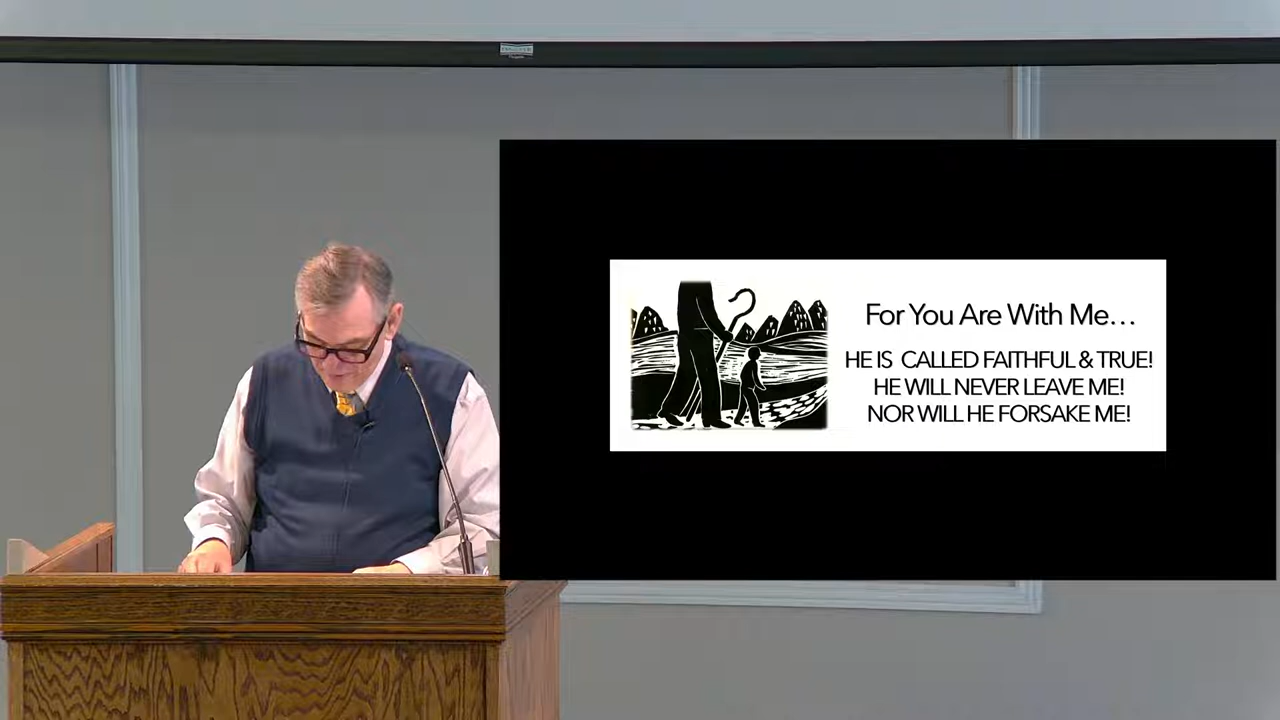 For You Are With Me…
HE IS CALLED FAITHFUL & TRUE!
HE WILL NEVER LEAVE ME!
NOR WILL HE FORSAKE ME!